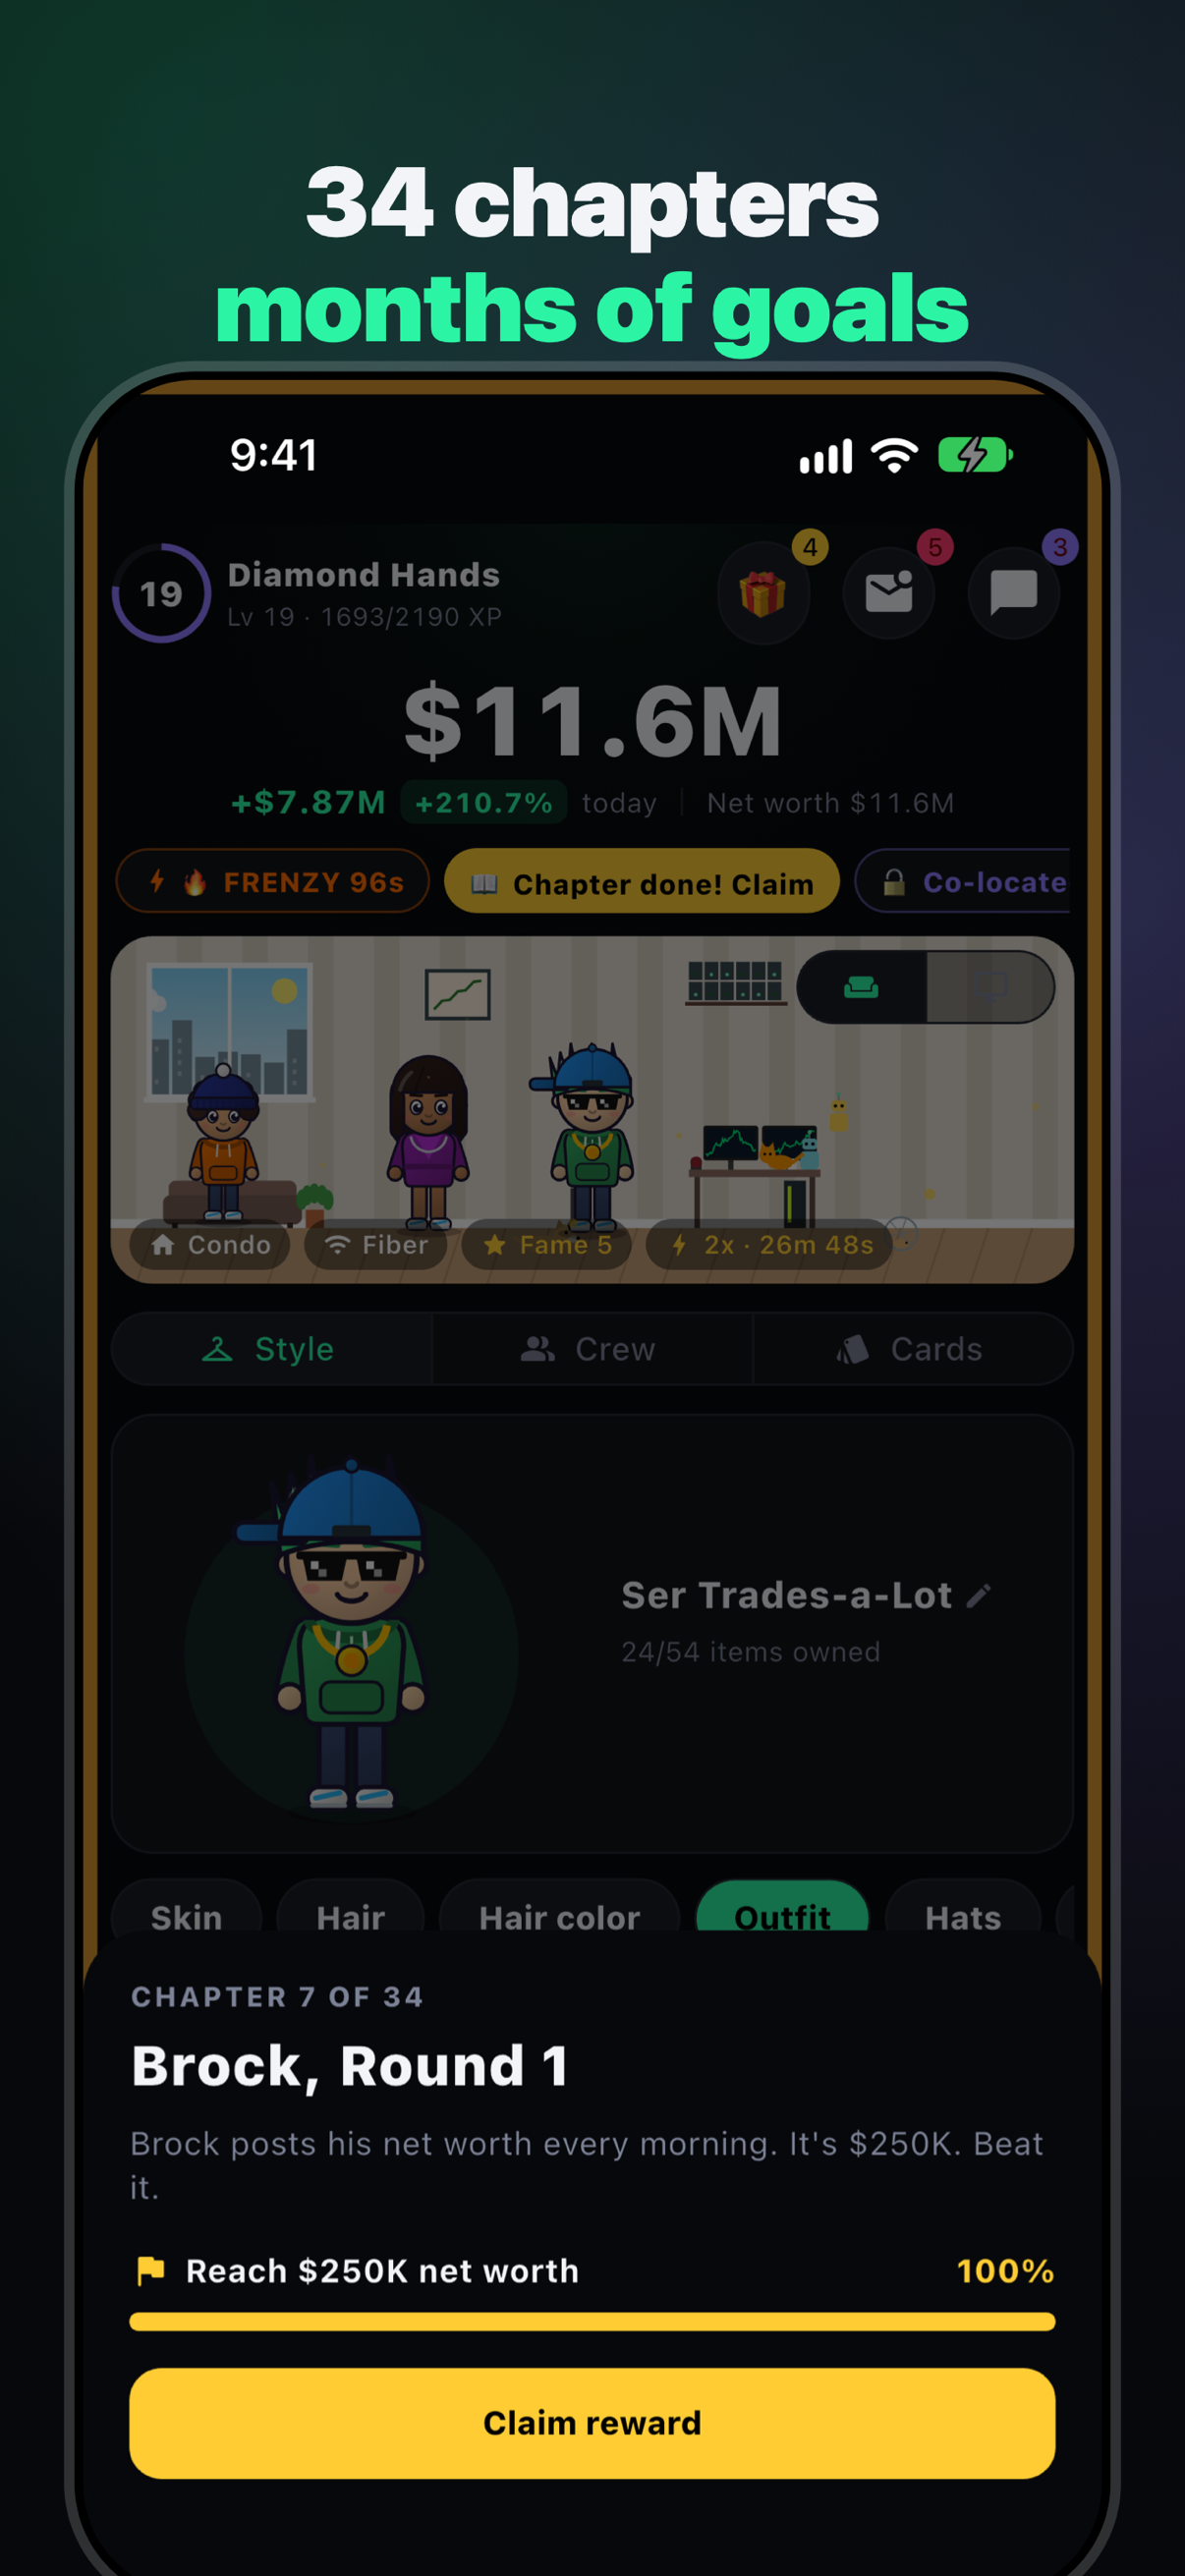 34 chapters
months of goals
9:41
19
Diamond Hands
Lv 19 · 1693/2190 XP
4
5
3
$11.6M
+$7.87M +210.7% today Net worth $11.6M
FRENZY 96s
Chapter done! Claim
Co-locate
Condo
Fiber
Fame 5
2x · 26m 48s
Style
Crew
Cards
Ser Trades-a-Lot
24/54 items owned
Skin
Hair
Hair color
Outfit
Hats
CHAPTER 7 OF 34
Brock, Round 1
Brock posts his net worth every morning. It's $250K. Beat
it.
Reach $250K net worth 100%
Claim reward